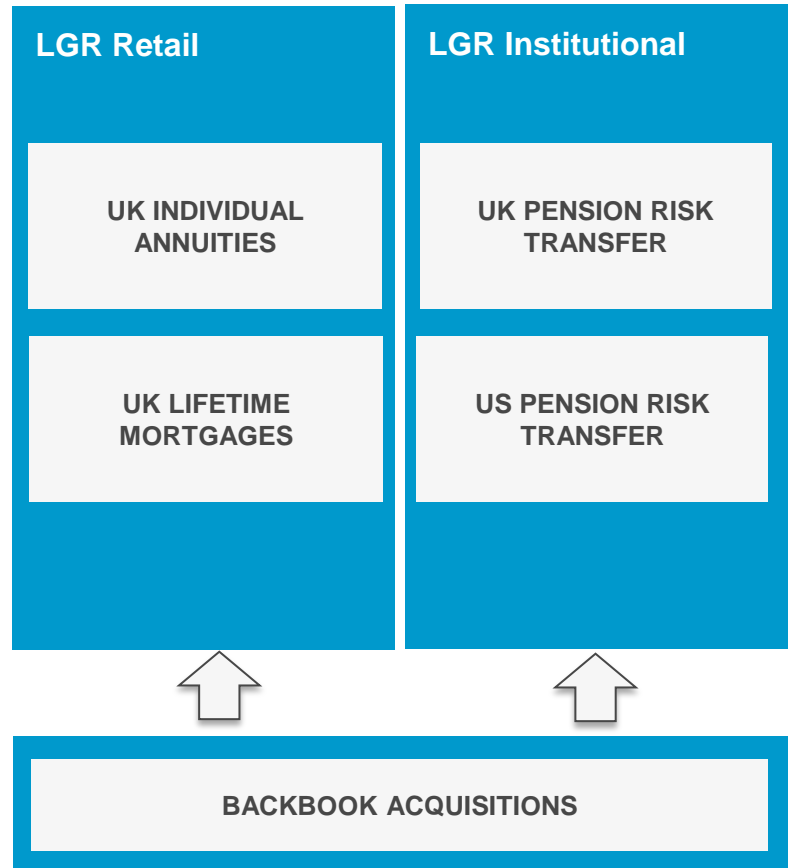 LGR Retail
UK INDIVIDUAL
ANNUITIES
UK LIFETIME
MORTGAGES
LGR Institutional
UK PENSION RISK
TRANSFER
US PENSION RISK
TRANSFER
BACKBOOK ACQUISITIONS